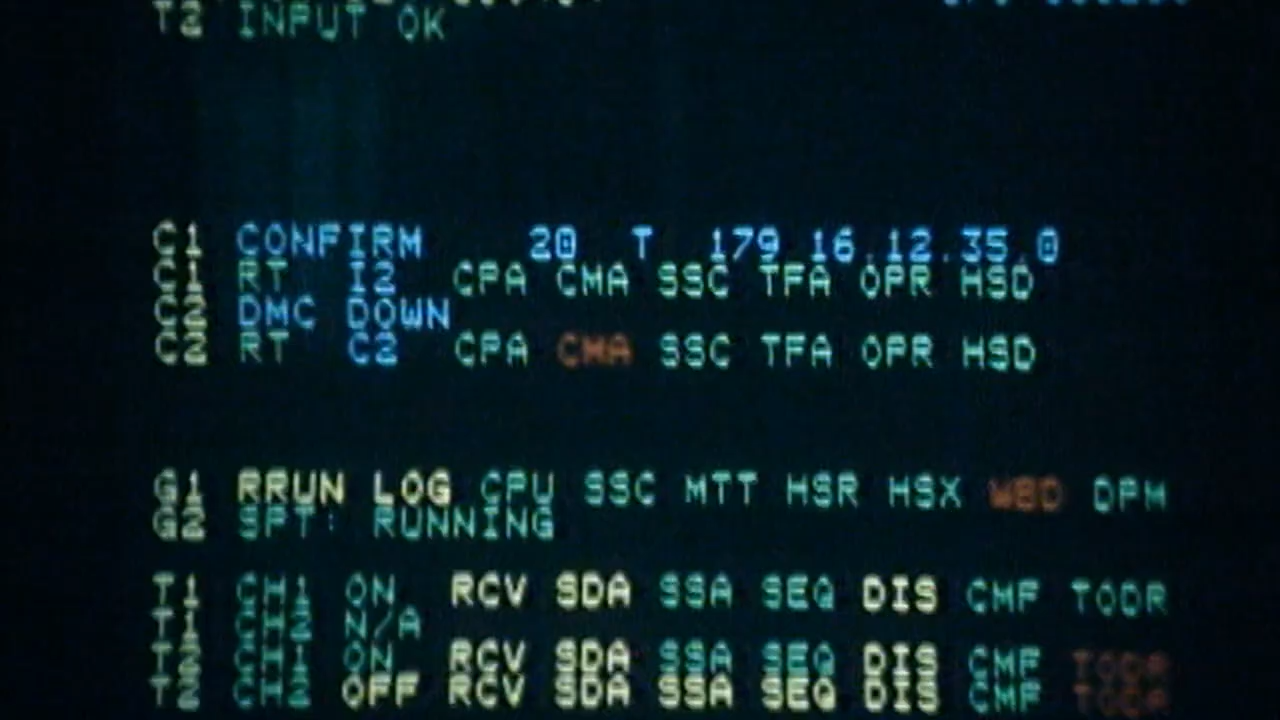 T2 INPUT OK
C1 CONFIRM 20 T 179.16.12.35.0
C1 RT I2 CPA CMA SSC TFA OPR HSD
C2 DMC DOWN
C2 RT C2 CPA CMA SSC TFA OPR HSD
G1 RRUN LOG CPU SSC MTT HSR HSX WBD DPM
G2 SPT: RUNNING
T1 CH1 ON RCV SDA SSA SEQ DIS CMF TODR
T1 CH2 N/A
T2 CH1 ON RCV SDA SSA SEQ DIS CMF TODR
T2 CH2 OFF RCV SDA SSA SEQ DIS CMF TODR